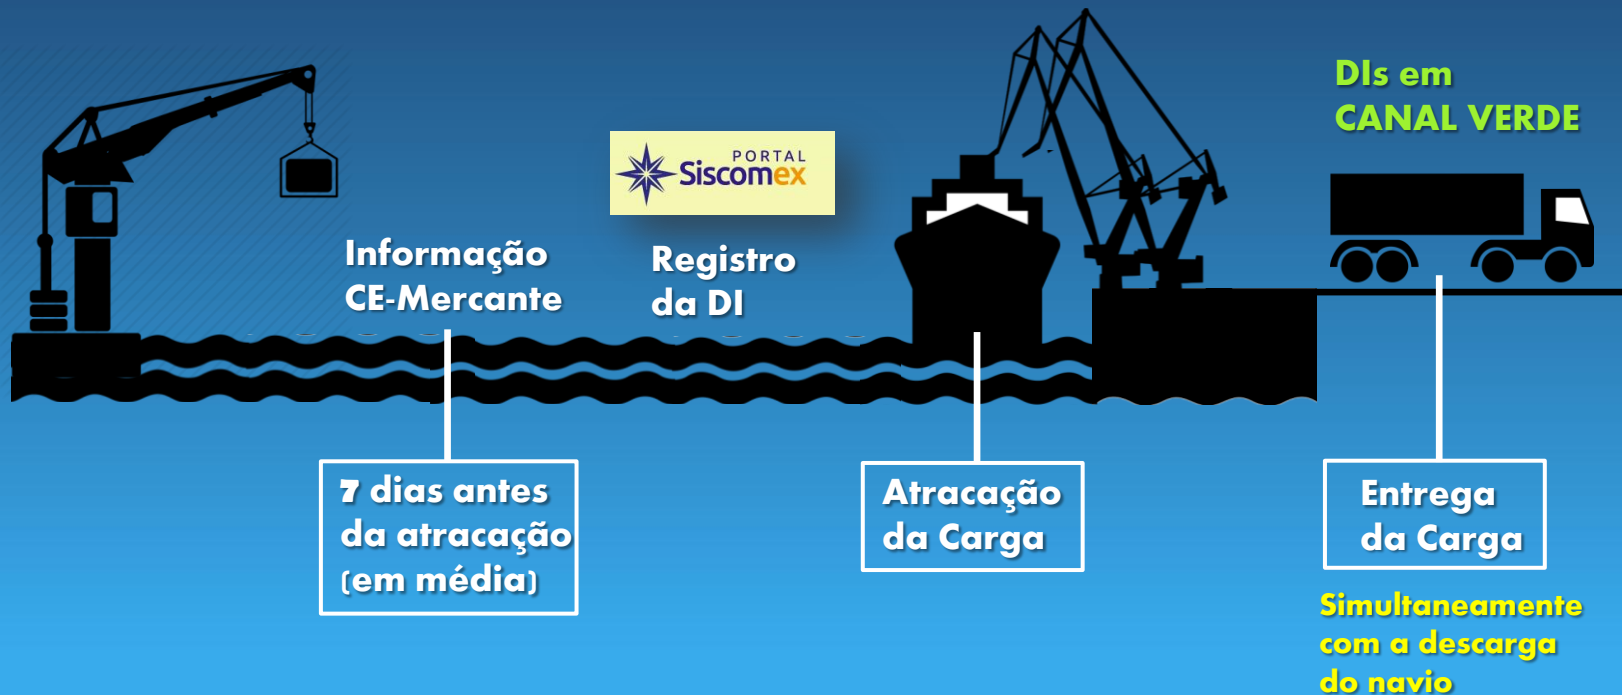 Informação
CE-Mercante
7 dias antes
da atracação
(em média)
PORTAL
Siscomex
Registro
da DI
Atracação
da Carga
DIs em
CANAL VERDE
Entrega
da Carga
Simultaneamente
com a descarga
do navio